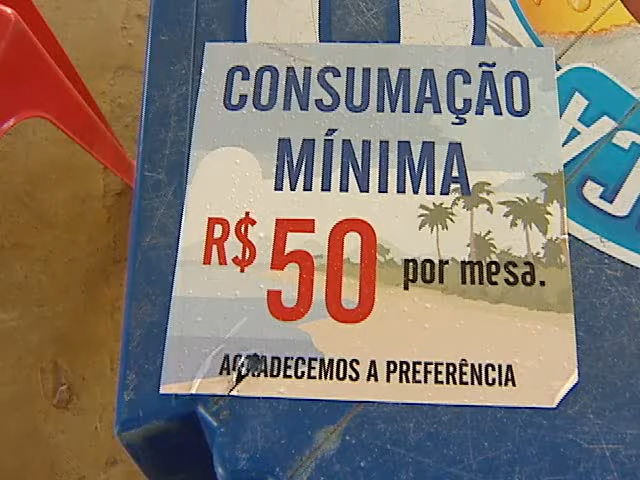 CONSUMAÇÃO
MÍNIMA
R$ 50 por mesa.
AGRADECEMOS A PREFERÊNCIA